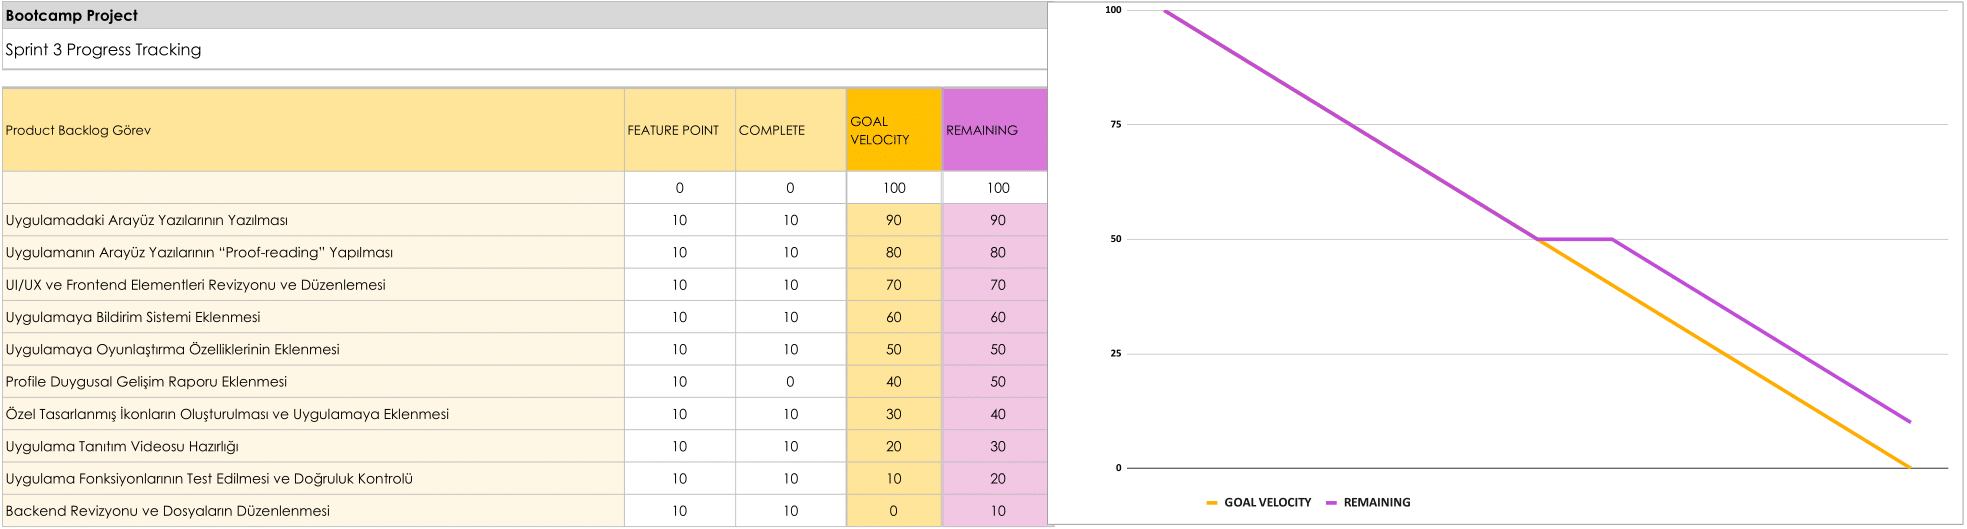 Bootcamp Project
Sprint 3 Progress Tracking
Product Backlog Görev FEATURE POINT COMPLETE GOAL VELOCITY REMAINING
0 0 100 100
Uygulamadaki Arayüz Yazılarının Yazılması 10 10 90 90
Uygulamanın Arayüz Yazılarının “Proof-reading” Yapılması 10 10 80 80
UI/UX ve Frontend Elementleri Revizyonu ve Düzenlemesi 10 10 70 70
Uygulamaya Bildirim Sistemi Eklenmesi 10 10 60 60
Uygulamaya Oyunlaştırma Özelliklerinin Eklenmesi 10 10 50 50
Profile Duygusal Gelişim Raporu Eklenmesi 10 0 40 50
Özel Tasarlanmış İkonların Oluşturulması ve Uygulamaya Eklenmesi 10 10 30 40
Uygulama Tanıtım Videosu Hazırlığı 10 10 20 30
Uygulama Fonksiyonlarının Test Edilmesi ve Doğruluk Kontrolü 10 10 10 20
Backend Revizyonu ve Dosyaların Düzenlenmesi 10 10 0 10
100
75
50
25
0
GOAL VELOCITY REMAINING